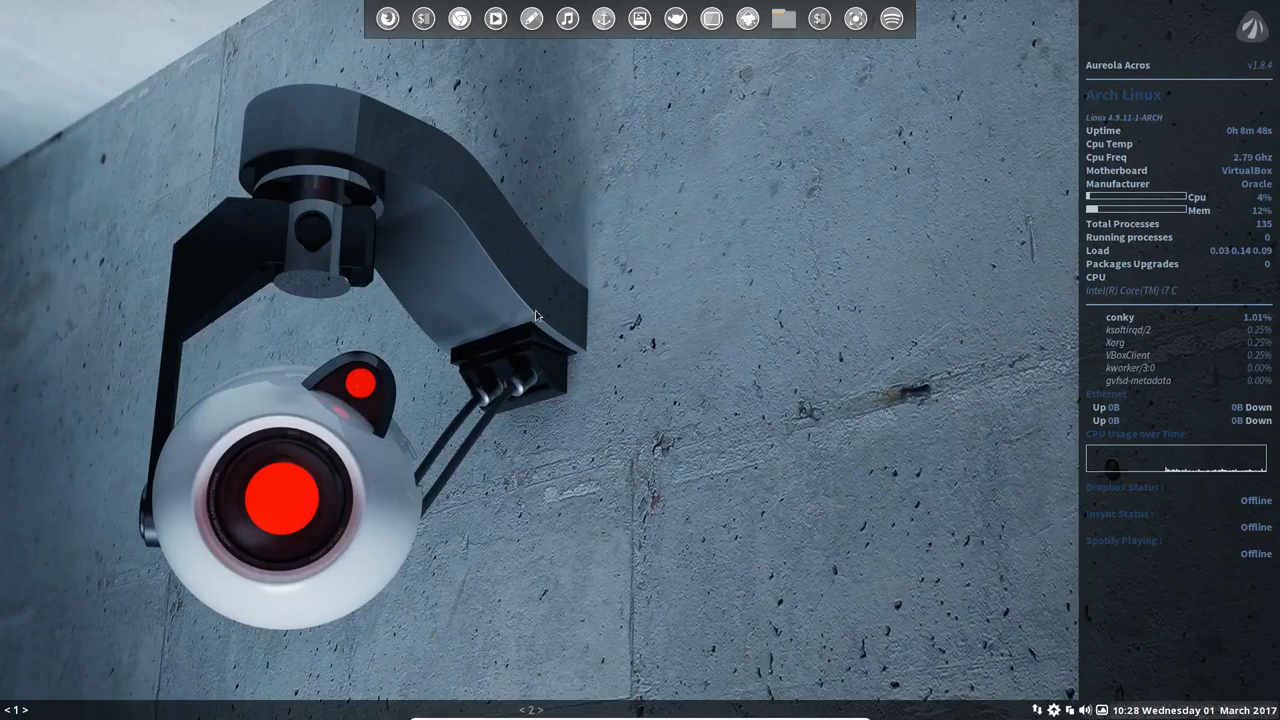 Aureola Acros v1.8.4
Arch Linux
Linux 4.9.11-1-ARCH
Uptime 0h 8m 48s
Cpu Temp
Cpu Freq 2.79 Ghz
Motherboard VirtualBox
Manufacturer Oracle
Cpu 4%
Mem 12%
Total Processes 135
Running processes 0
Load 0.03 0.14 0.09
Packages Upgrades 0
CPU
Intel(R) Core(TM) i7 C
conky 1.01%
ksoftirqd/2 0.25%
Xorg 0.25%
VBoxClient 0.25%
kworker/3:0 0.00%
gvfsd-metadata 0.00%
Ethernet
Up 0B 0B Down
Up 0B 0B Down
CPU Usage over Time
Dropbox Status :
Offline
Insync Status :
Offline
Spotify Playing :
Offline
< 1 > < 2 > 10:28 Wednesday 01 March 2017